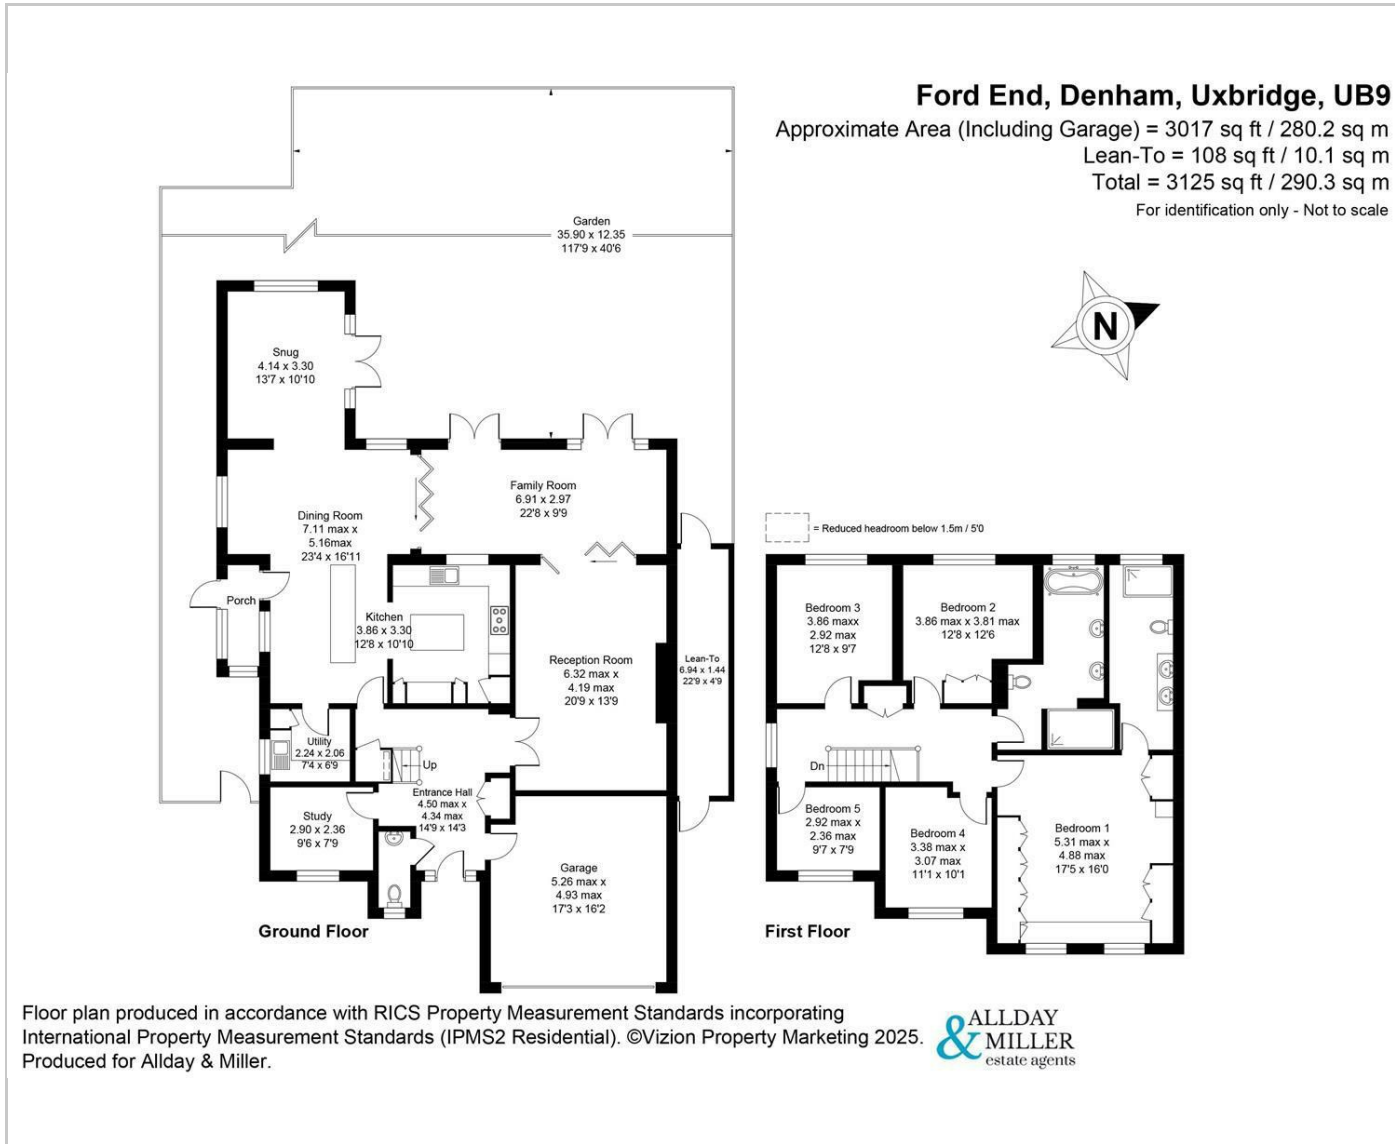 Ford End, Denham, Uxbridge, UB9
Approximate Area (Including Garage) = 3017 sq ft / 280.2 sq m
Lean-To = 108 sq ft / 10.1 sq m
Total = 3125 sq ft / 290.3 sq m
For identification only - Not to scale
Garden
35.90 x 12.35
117'9 x 40'6
N
Snug
4.14 x 3.30
13'7 x 10'10
Family Room
6.91 x 2.97
22'8 x 9'9
Dining Room
7.11 max x
5.16max
23'4 x 16'11
Porch
Kitchen
3.86 x 3.30
12'8 x 10'10
Reception Room
6.32 max x
4.19 max
20'9 x 13'9
Lean-To
6.94 x 1.44
22'9 x 4'9
Utility
2.24 x 2.06
7'4 x 6'9
Up
Entrance Hall
4.50 max x
4.34 max
14'9 x 14'3
Study
2.90 x 2.36
9'6 x 7'9
Garage
5.26 max x
4.93 max
17'3 x 16'2
Ground Floor
= Reduced headroom below 1.5m / 5'0
Bedroom 3
3.86 maxx
2.92 max
12'8 x 9'7
Bedroom 2
3.86 max x 3.81 max
12'8 x 12'6
Dn
Bedroom 5
2.92 max x
2.36 max
9'7 x 7'9
Bedroom 4
3.38 max x
3.07 max
11'1 x 10'1
Bedroom 1
5.31 max x
4.88 max
17'5 x 16'0
First Floor
Floor plan produced in accordance with RICS Property Measurement Standards incorporating
International Property Measurement Standards (IPMS2 Residential). ©Vizion Property Marketing 2025.
Produced for Allday & Miller.
ALLDAY
& MILLER
estate agents